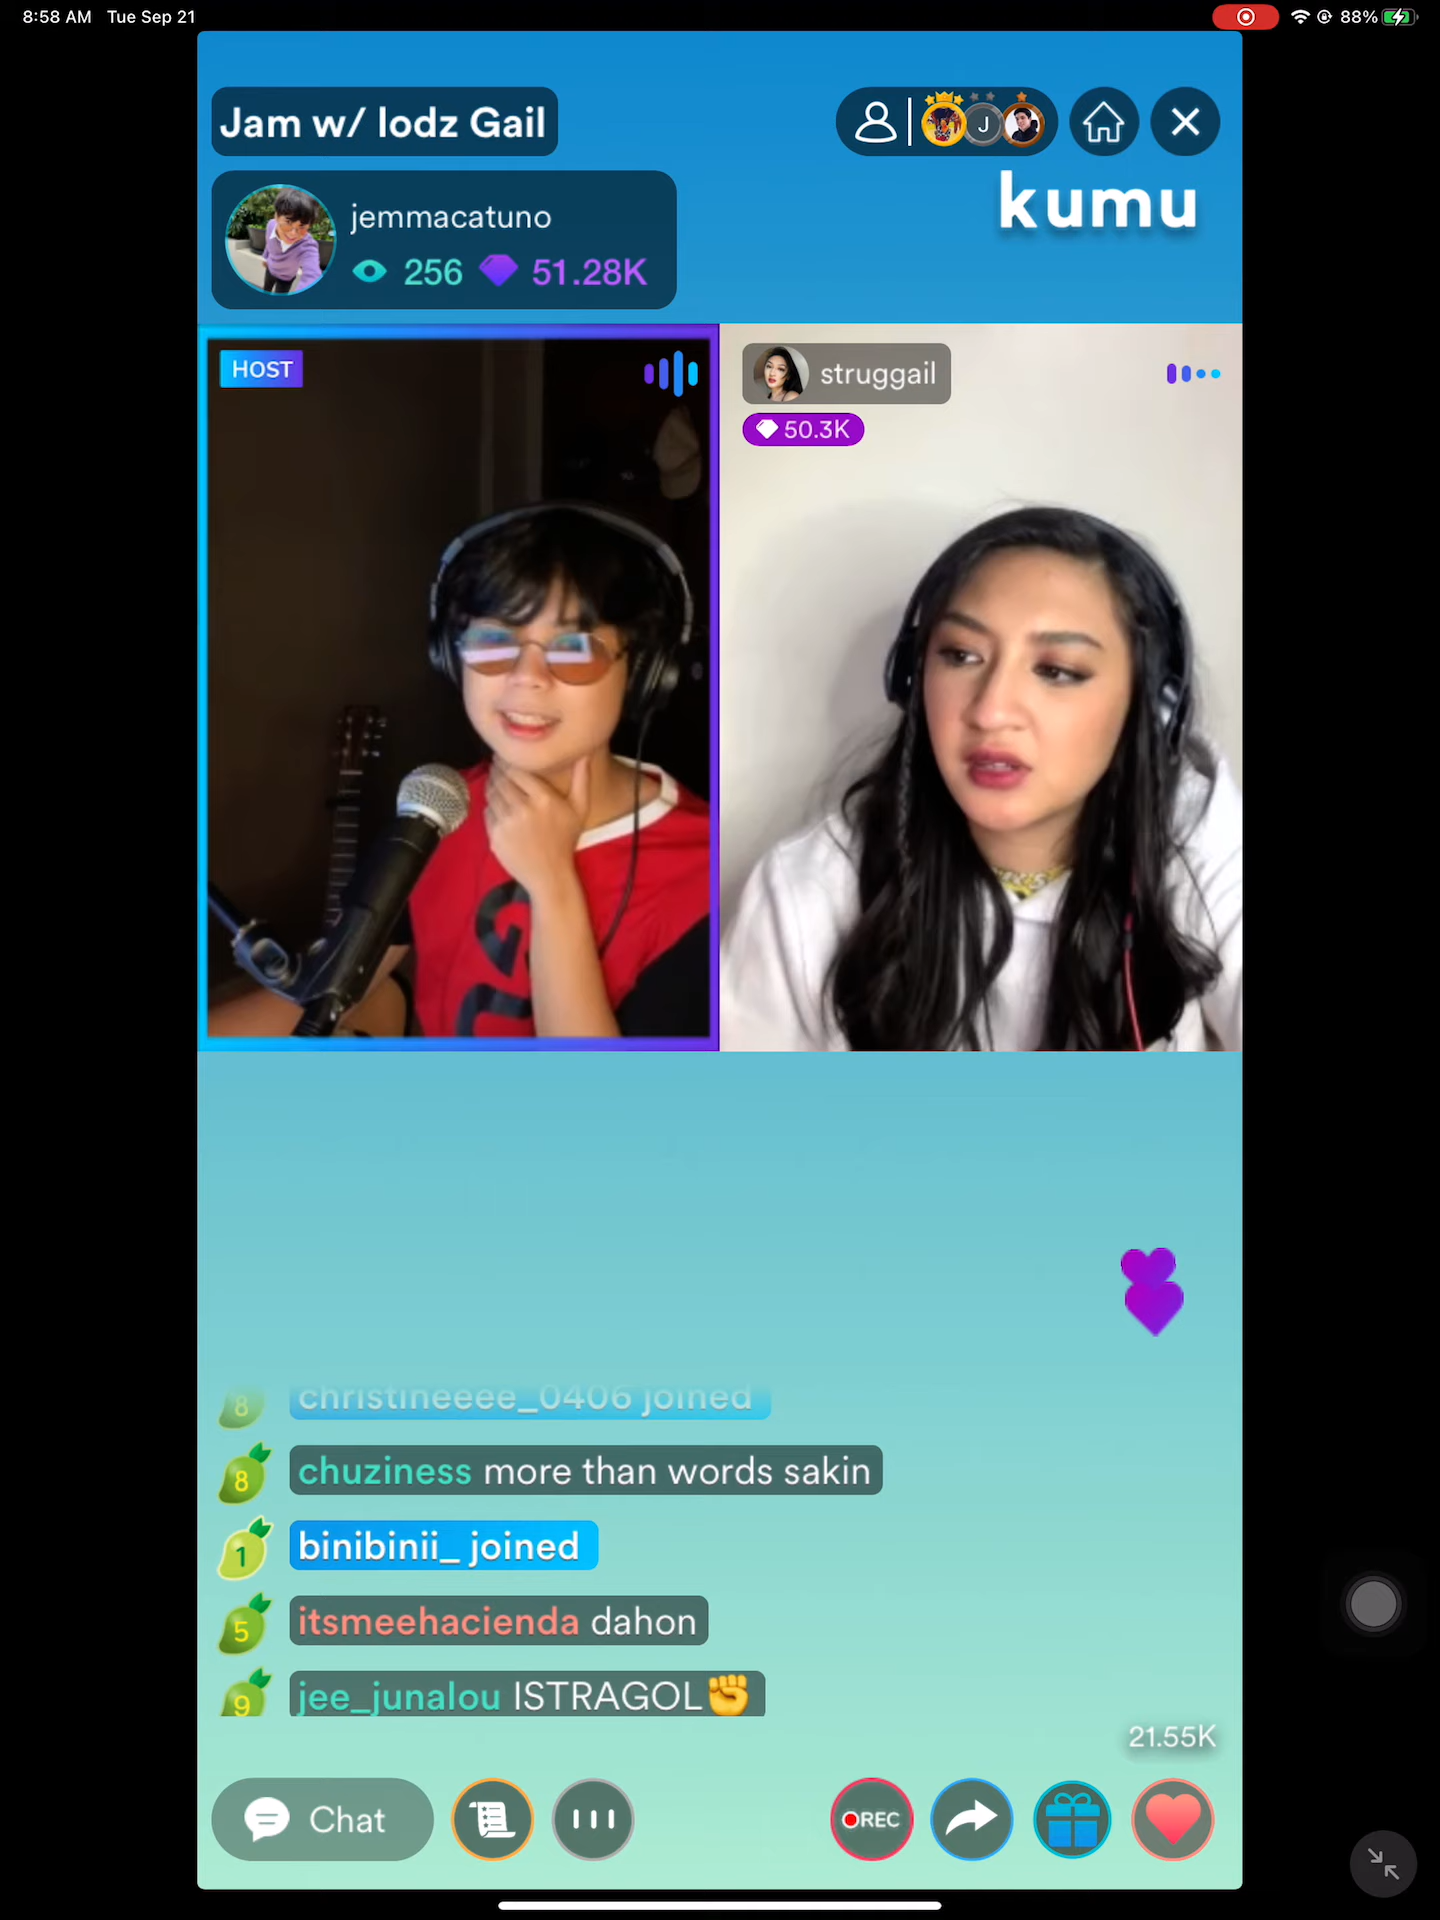 8:58 AM Tue Sep 21
88%
Jam w/ lodz Gail
J
kumu
jemmacatuno
256 51.28K
HOST
struggail
50.3K
8 christineeee_0406 joined
8 chuziness more than words sakin
1 binibinii_ joined
5 itsmeehacienda dahon
9 jee_junalou ISTRAGOL✊
21.55K
Chat
REC